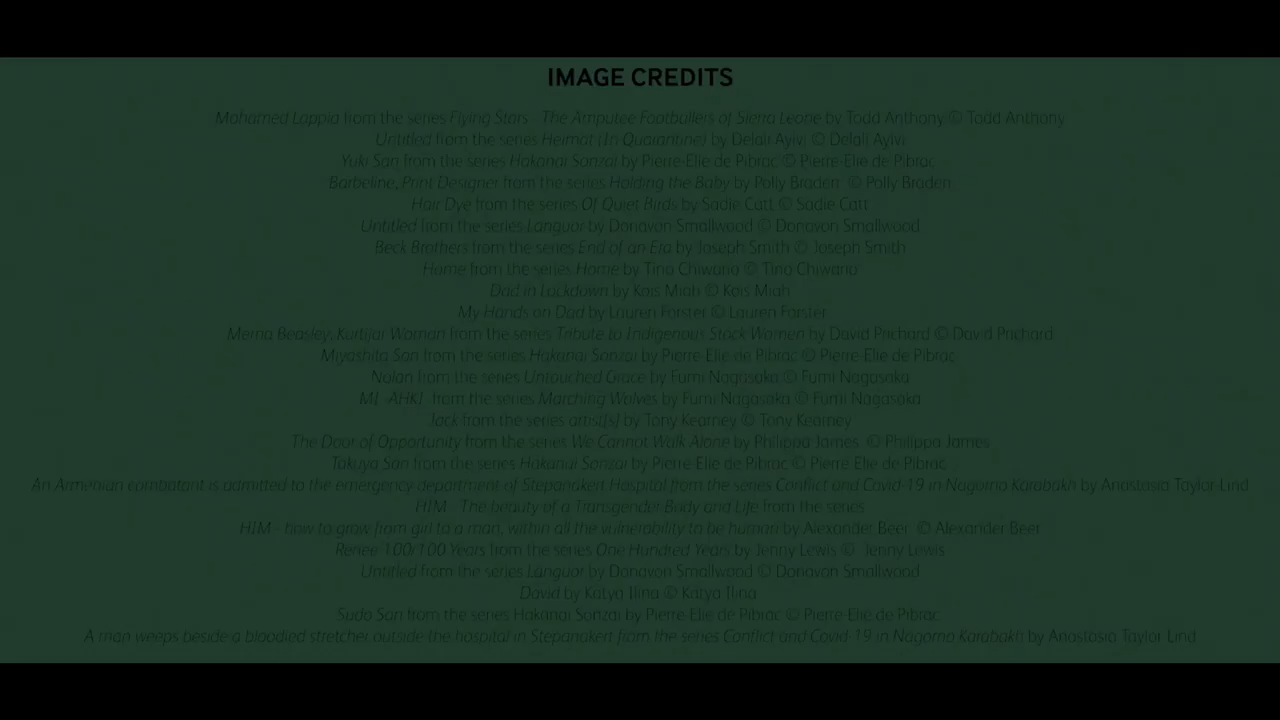 IMAGE CREDITS
Mohamed Lappia from the series Flying Stars - The Amputee Footballers of Sierra Leone by Todd Anthony © Todd Anthony
Untitled from the series Heimat (In Quarantine) by Delali Ayivi © Delali Ayivi
Yuki San from the series Hakanai Sonzai by Pierre-Elie de Pibrac © Pierre-Elie de Pibrac
Barbeline, Print Designer from the series Holding the Baby by Polly Braden © Polly Braden
Hair Dye from the series Of Quiet Birds by Sadie Catt © Sadie Catt
Untitled from the series Languor by Donavon Smallwood © Donavon Smallwood
Beck Brothers from the series End of an Era by Joseph Smith © Joseph Smith
Home from the series Home by Tina Chiwaria © Tina Chiwaria
Dad in Lockdown by Kois Miah © Kois Miah
My Hands on Dad by Lauren Forster © Lauren Forster
Merna Beasley, Kurtijar Woman from the series Tribute to Indigenous Stock Women by David Prichard © David Prichard
Miyashita San from the series Hakanai Sonzai by Pierre-Elie de Pibrac © Pierre-Elie de Pibrac
Nolan from the series Untouched Grace by Fumi Nagasaka © Fumi Nagasaka
MI-AHKI from the series Marching Wolves by Fumi Nagasaka © Fumi Nagasaka
Jack from the series artist[s] by Tony Kearney © Tony Kearney
The Door of Opportunity from the series We Cannot Walk Alone by Philippa James © Philippa James
Takuya San from the series Hakanai Sonzai by Pierre-Elie de Pibrac © Pierre-Elie de Pibrac
An Armenian combatant is admitted to the emergency department of Stepanakert Hospital from the series Conflict and Covid-19 in Nagorno Karabakh by Anastasia Taylor-Lind
HIM - The beauty of a Transgender Body and Life from the series
HIM - how to grow from girl to a man, within all the vulnerability to be human by Alexander Beer © Alexander Beer
Renee 100/100 Years from the series One Hundred Years by Jenny Lewis © Jenny Lewis
Untitled from the series Languor by Donavon Smallwood © Donavon Smallwood
David by Katya Ilina © Katya Ilina
Sudo San from the series Hakanai Sonzai by Pierre-Elie de Pibrac © Pierre-Elie de Pibrac
A man weeps beside a bloodied stretcher outside the hospital in Stepanakert from the series Conflict and Covid-19 in Nagorno Karabakh by Anastasia Taylor-Lind